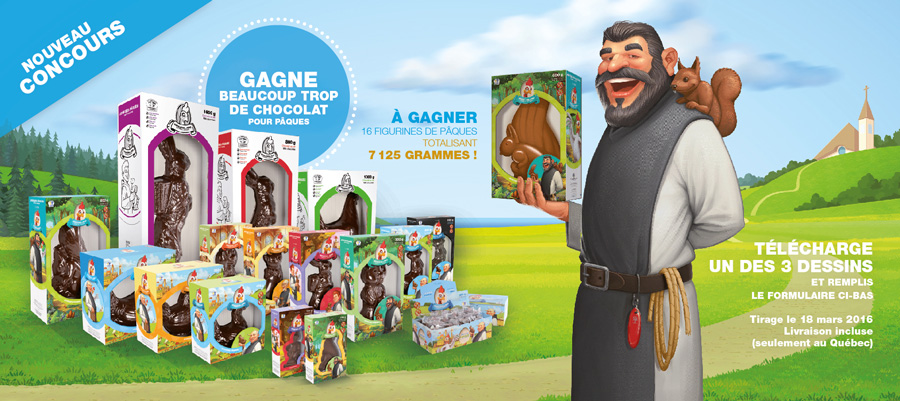 NOUVEAU
CONCOURS
GAGNE
BEAUCOUP TROP
DE CHOCOLAT
POUR PÂQUES
À GAGNER
16 FIGURINES DE PÂQUES
TOTALISANT
7 125 GRAMMES !
TÉLÉCHARGE
UN DES 3 DESSINS
ET REMPLIS
LE FORMULAIRE CI-BAS
Tirage le 18 mars 2016
Livraison incluse
(seulement au Québec)